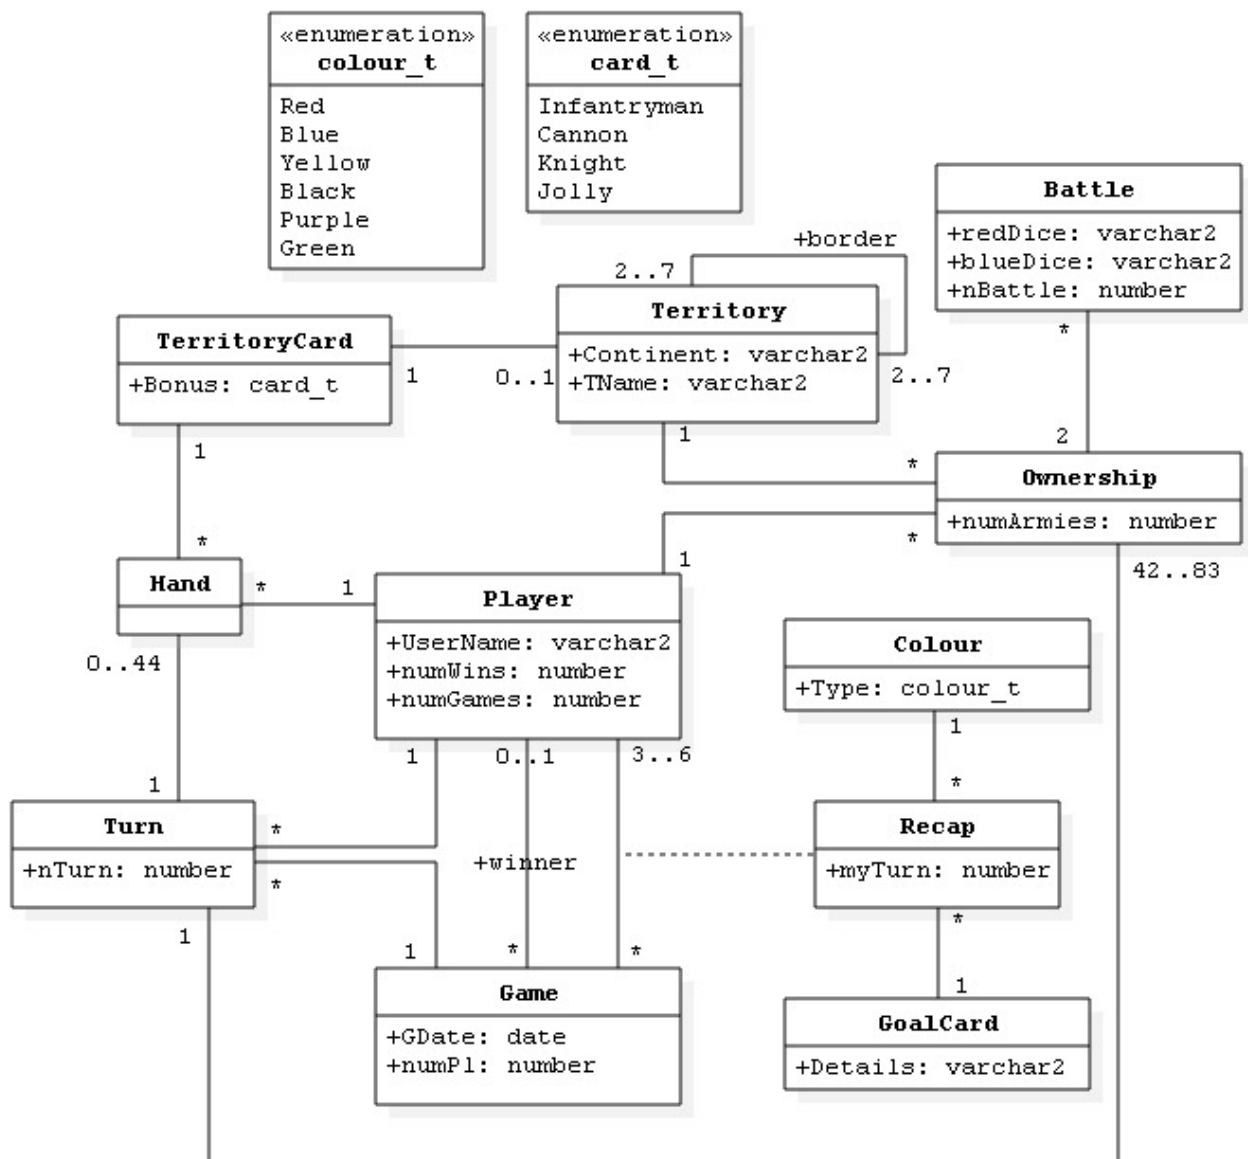 «enumeration»
colour_t
Red
Blue
Yellow
Black
Purple
Green
«enumeration»
card_t
Infantryman
Cannon
Knight
Jolly
Battle
+redDice: varchar2
+blueDice: varchar2
+nBattle: number
*
2
+border
2..7
2..7
Territory
+Continent: varchar2
+TName: varchar2
TerritoryCard
+Bonus: card_t
1
0..1
1
*
1
*
Ownership
+numArmies: number
42..83
1
*
Hand
*
1
0..44
1
Player
+UserName: varchar2
+numWins: number
+numGames: number
1
0..1
3..6
Colour
+Type: colour_t
1
*
Turn
+nTurn: number
*
*
1
+winner
Recap
+myTurn: number
*
1
1
*
*
Game
+GDate: date
+numPl: number
GoalCard
+Details: varchar2